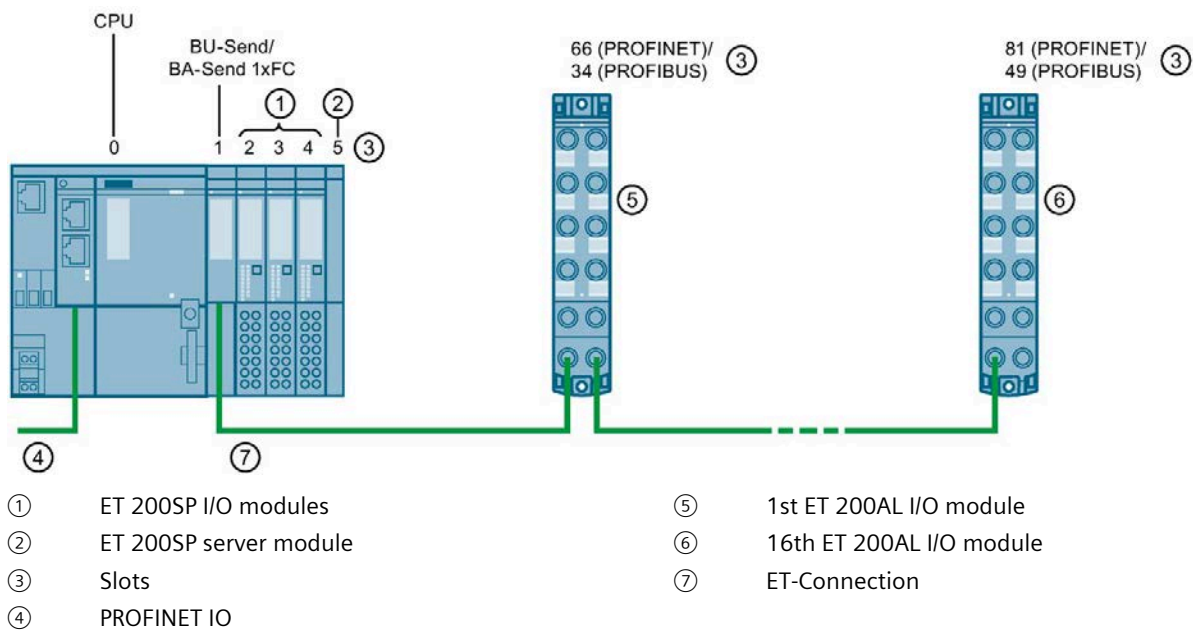 CPU
BU-Send/
BA-Send 1xFC
66 (PROFINET)/
34 (PROFIBUS)
③
81 (PROFINET)/
49 (PROFIBUS)
③
① ②
0 1 2 3 4 5 ③
⑤
⑥
④ ⑦
① ET 200SP I/O modules
② ET 200SP server module
③ Slots
④ PROFINET IO
⑤ 1st ET 200AL I/O module
⑥ 16th ET 200AL I/O module
⑦ ET-Connection